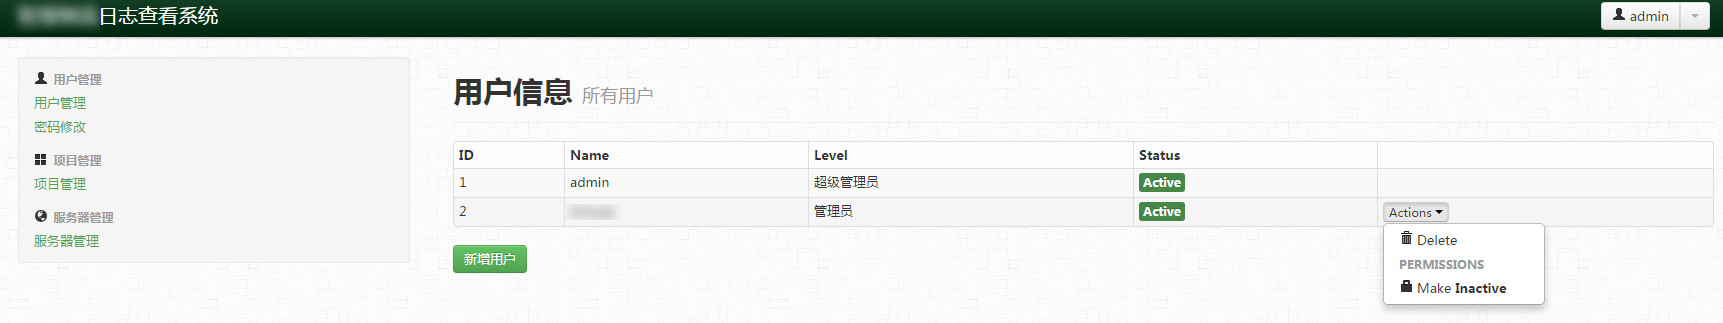 日志查看系统
admin
用户管理
用户管理
密码修改
项目管理
项目管理
服务器管理
服务器管理
用户信息 所有用户
ID Name Level Status
1 admin 超级管理员 Active
2 管理员 Active Actions
Delete
PERMISSIONS
Make Inactive
新增用户